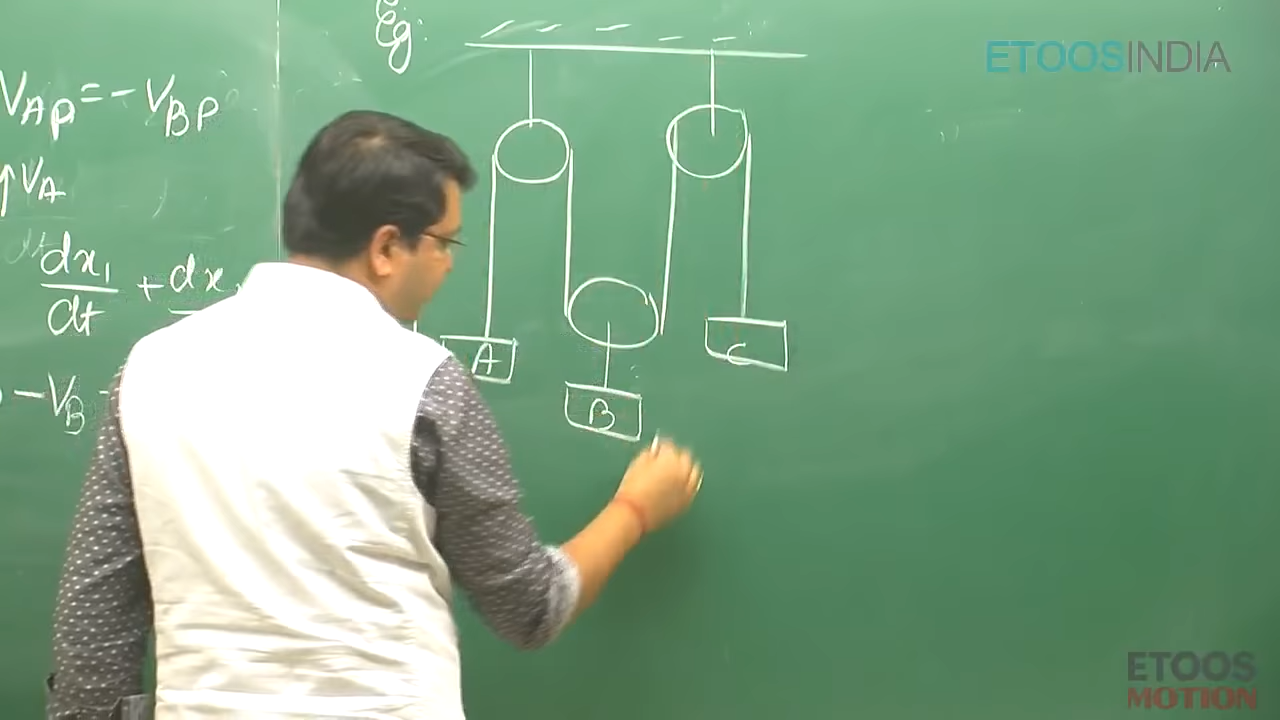 Eg:
ETOOSINDIA
V_AP = - V_BP
↑V_A
dx₁/dt + dx
- V_B -
A
B
C
ETOOS
MOTION